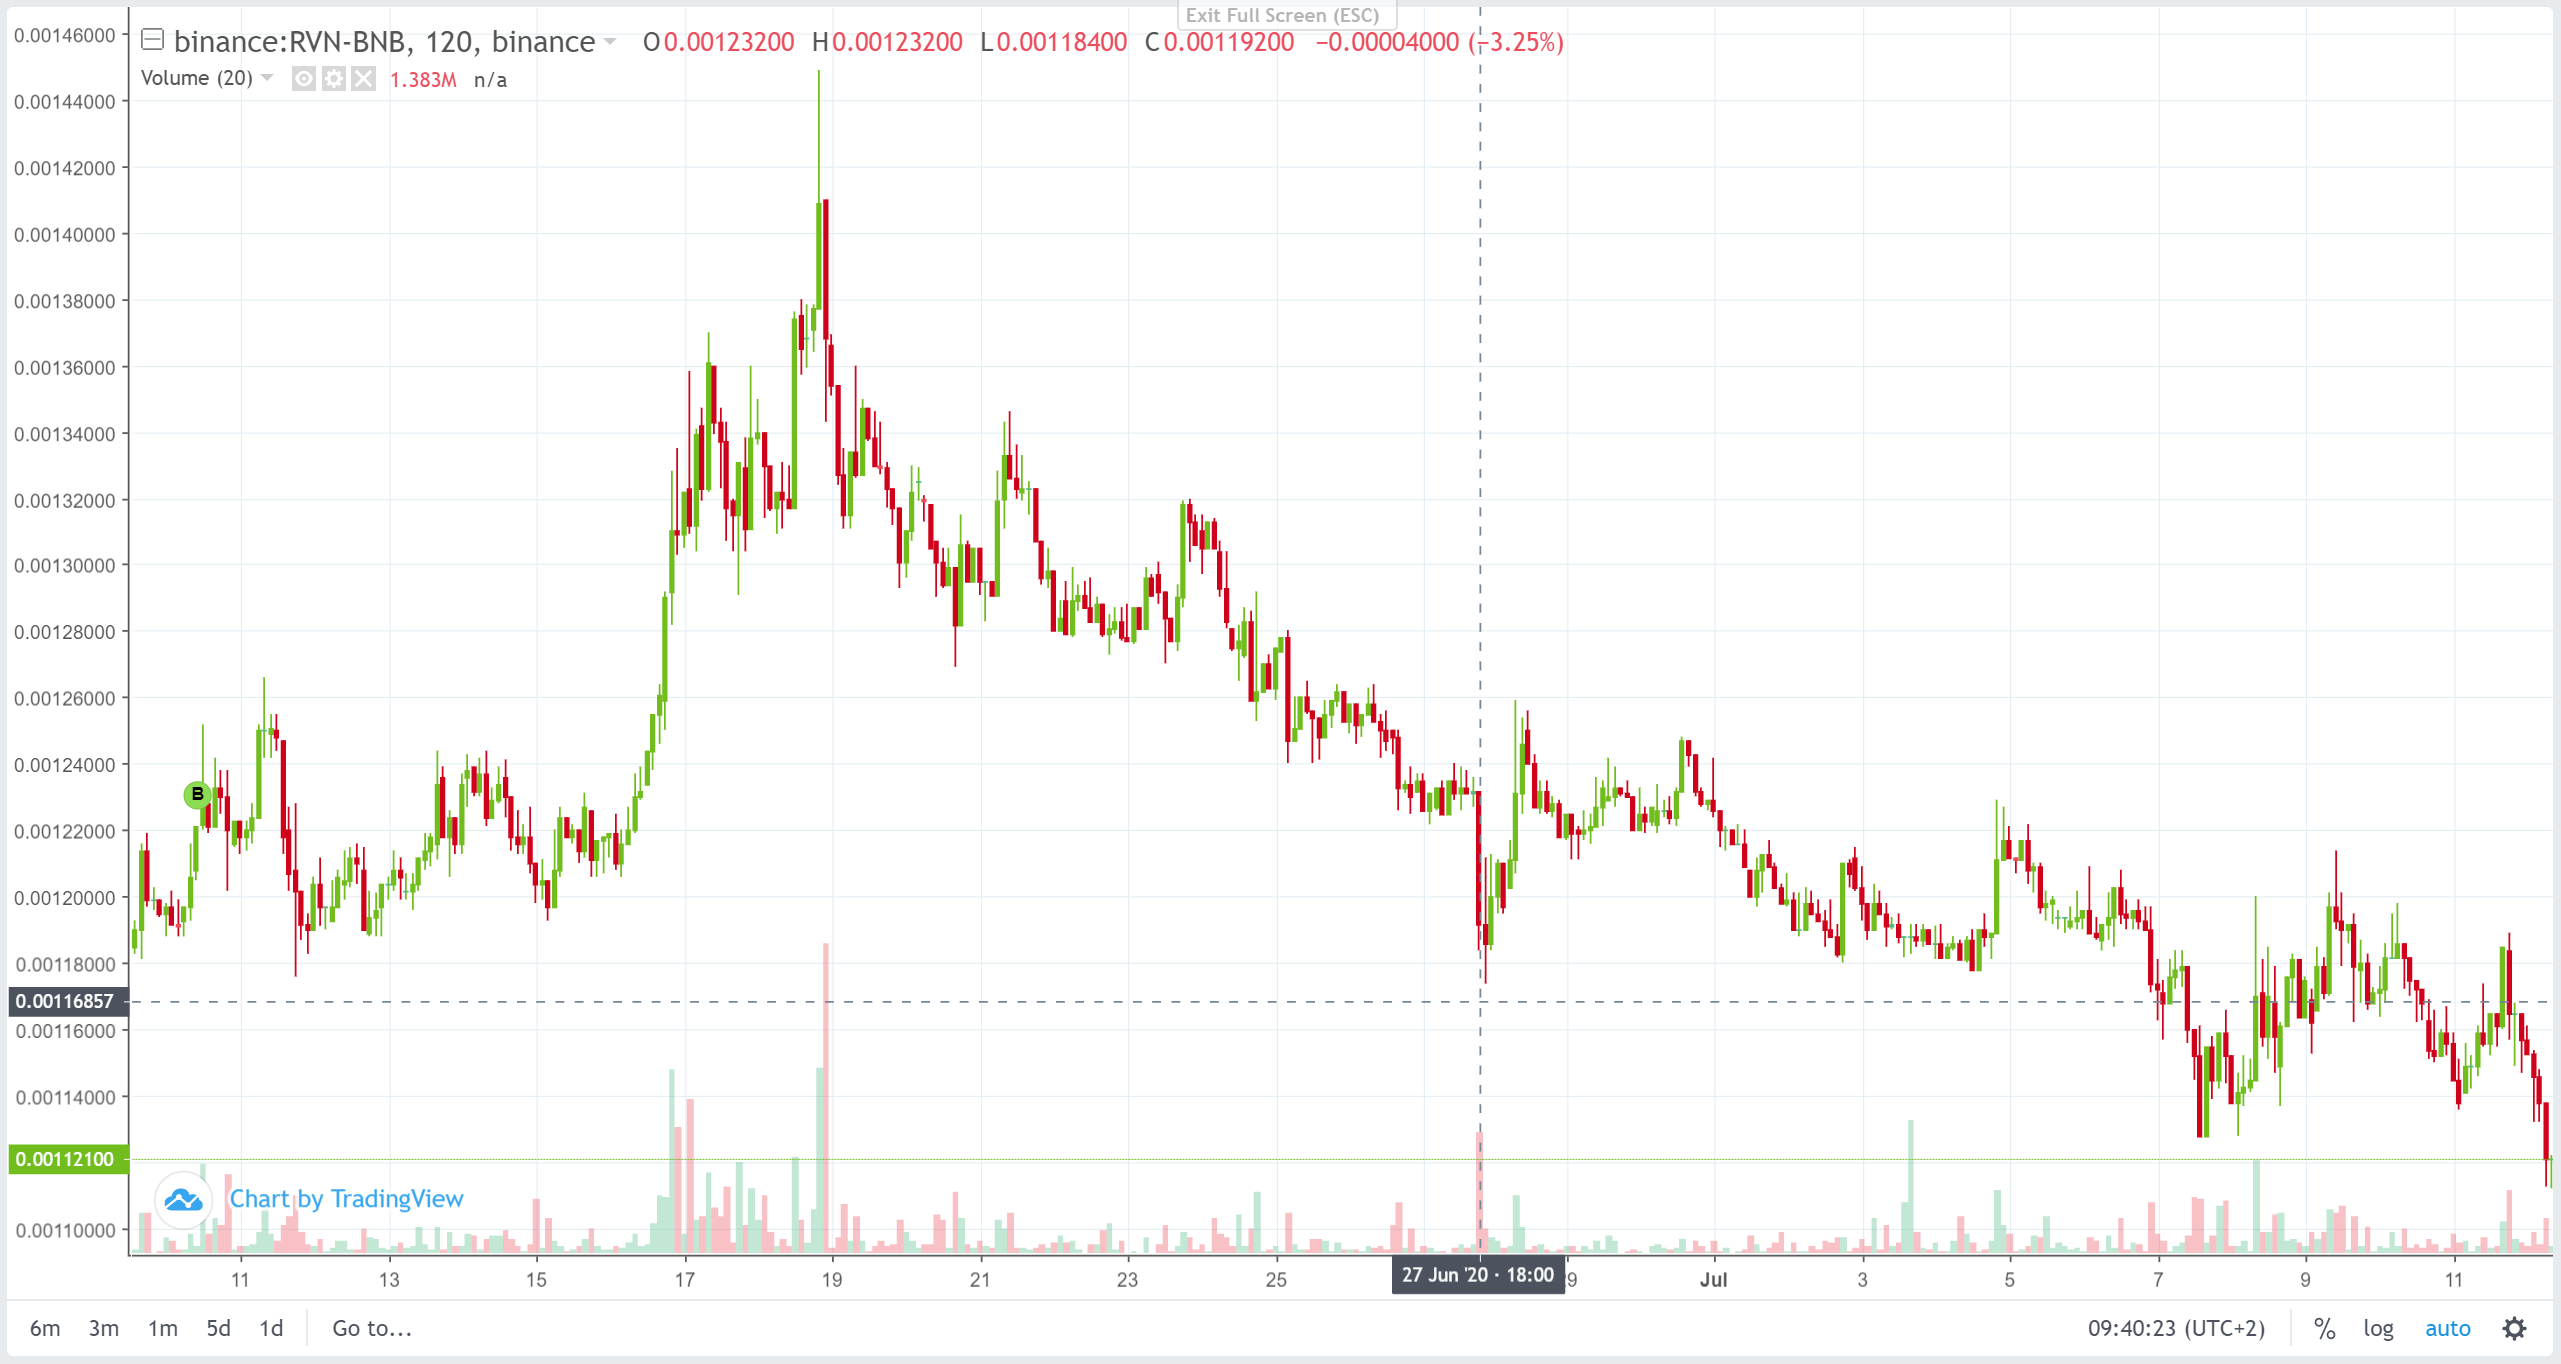 Exit Full Screen (ESC)
binance:RVN-BNB, 120, binance O0.00123200 H0.00123200 L0.00118400 C0.00119200 −0.00004000 (−3.25%)
Volume (20) 1.383M n/a
0.00146000
0.00144000
0.00142000
0.00140000
0.00138000
0.00136000
0.00134000
0.00132000
0.00130000
0.00128000
0.00126000
0.00124000
B
0.00122000
0.00120000
0.00118000
0.00116857
0.00116000
0.00114000
0.00112100
Chart by TradingView
0.00110000
11 13 15 17 19 21 23 25 27 Jun '20 · 18:00 9 Jul 3 5 7 9 11
6m 3m 1m 5d 1d Go to... 09:40:23 (UTC+2) % log auto